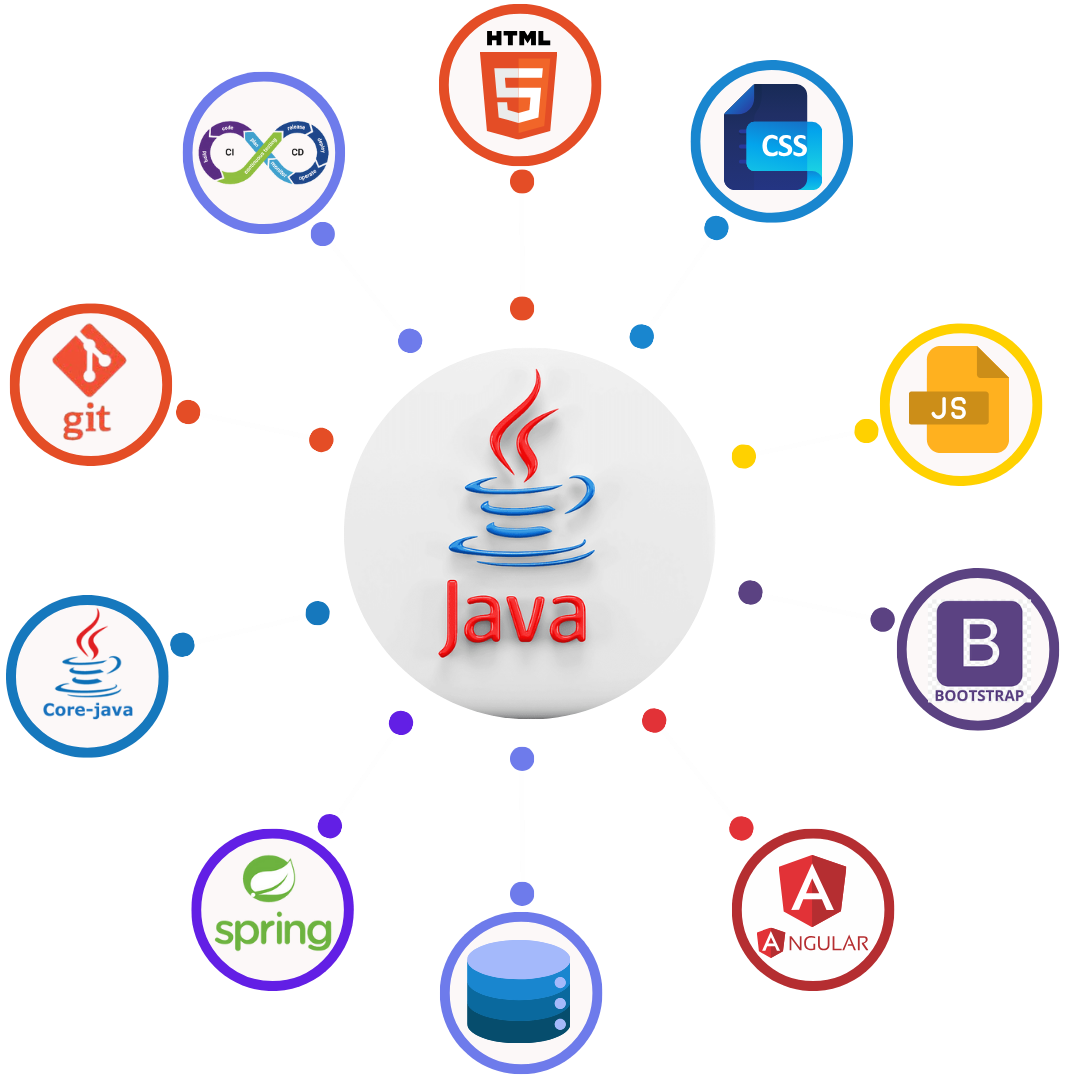 HTML
5
CSS
code
build
CI
plan
continuous testing
release
deploy
CD
operate
monitor
git
JS
Java
Core-java
B
BOOTSTRAP
spring
A
ANGULAR